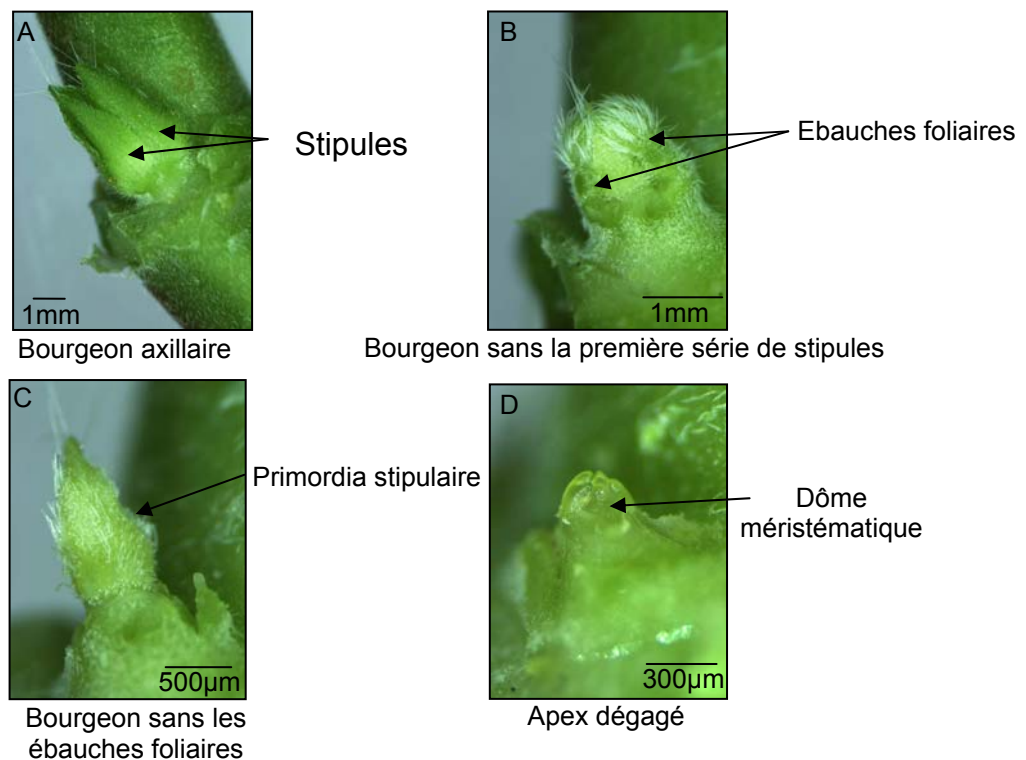 A
Stipules
1mm
Bourgeon axillaire
B
Ebauches foliaires
1mm
Bourgeon sans la première série de stipules
C
Primordia stipulaire
500µm
Bourgeon sans les
ébauches foliaires
D
Dôme
méristématique
300µm
Apex dégagé